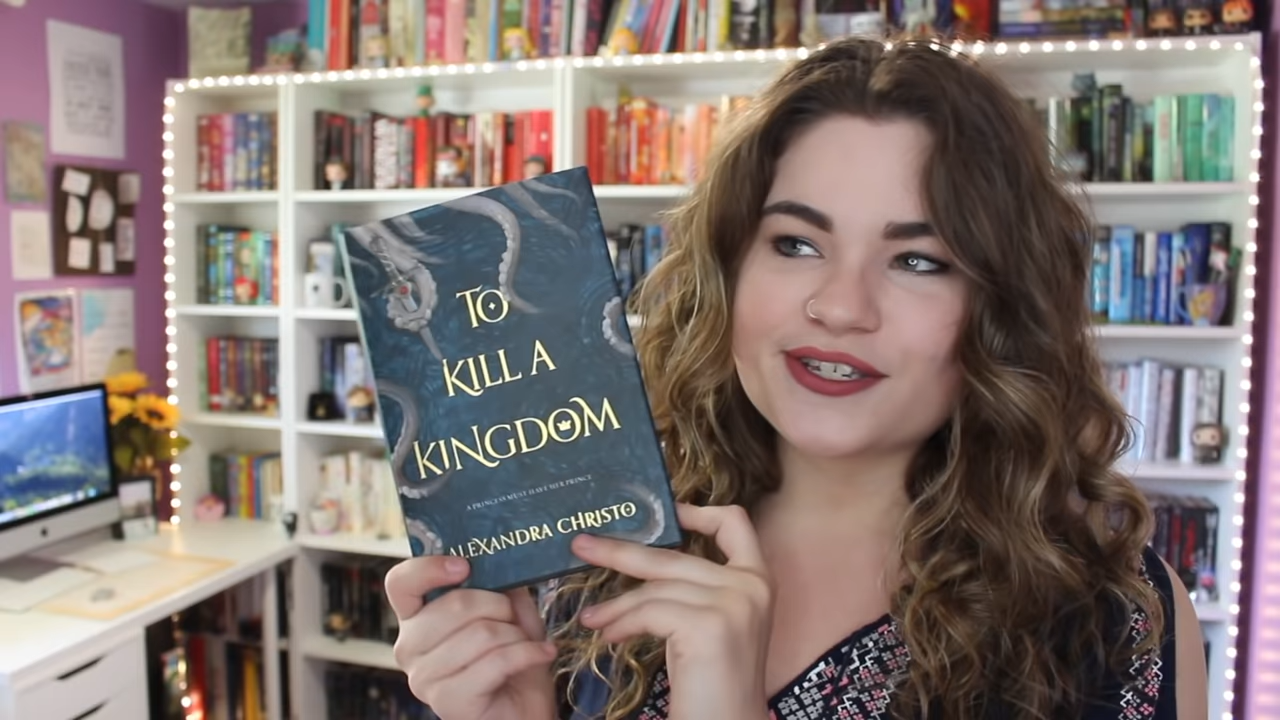 TO
KILL A
KINGDOM
A PRINCESS MUST HAVE HER PRINCE
ALEXANDRA CHRISTO